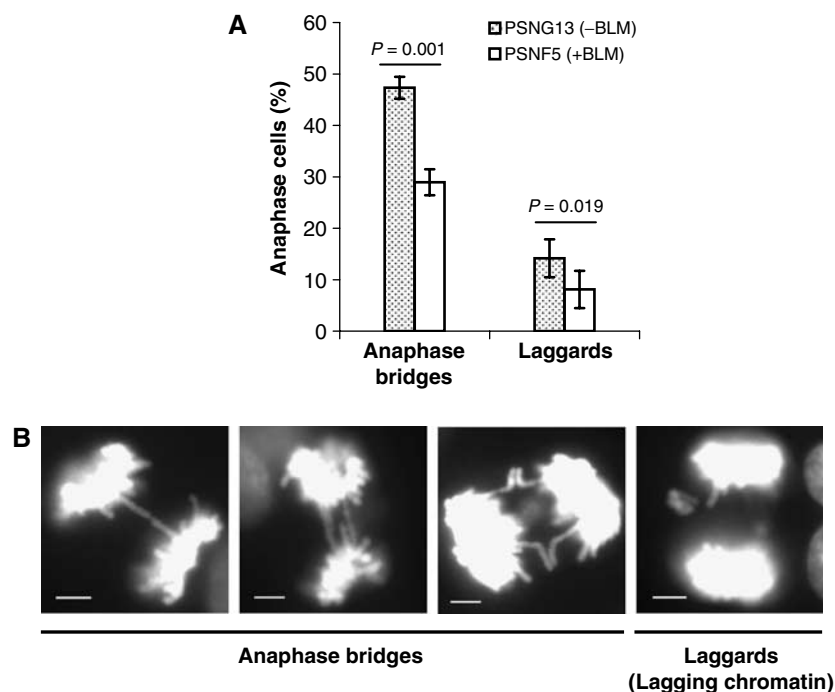 A
PSNG13 (–BLM)
PSNF5 (+BLM)
P = 0.001
P = 0.019
Anaphase cells (%)
60
50
40
30
20
10
0
Anaphase
bridges
Laggards
B
Anaphase bridges
Laggards
(Lagging chromatin)